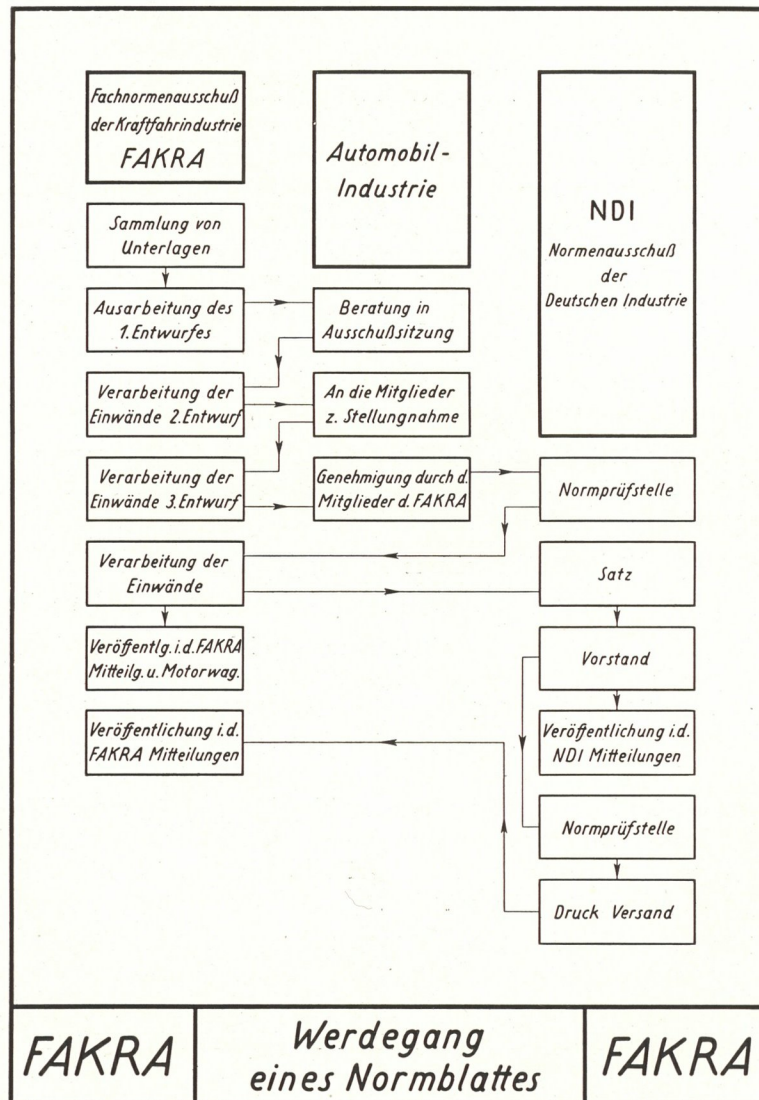 Fachnormenausschuß
der Kraftfahrindustrie
FAKRA
Automobil-
Industrie
NDI
Normenausschuß
der
Deutschen Industrie
Sammlung von
Unterlagen
Ausarbeitung des
1. Entwurfes
Beratung in
Ausschußsitzung
Verarbeitung der
Einwände 2. Entwurf
An die Mitglieder
z. Stellungnahme
Verarbeitung der
Einwände 3. Entwurf
Genehmigung durch d.
Mitglieder d. FAKRA
Normprüfstelle
Verarbeitung der
Einwände
Satz
Veröffentlg. i.d. FAKRA
Mitteilg. u. Motorwag.
Vorstand
Veröffentlichung i.d.
FAKRA Mitteilungen
Veröffentlichung i.d.
NDI Mitteilungen
Normprüfstelle
Druck Versand
FAKRA
Werdegang
eines Normblattes
FAKRA